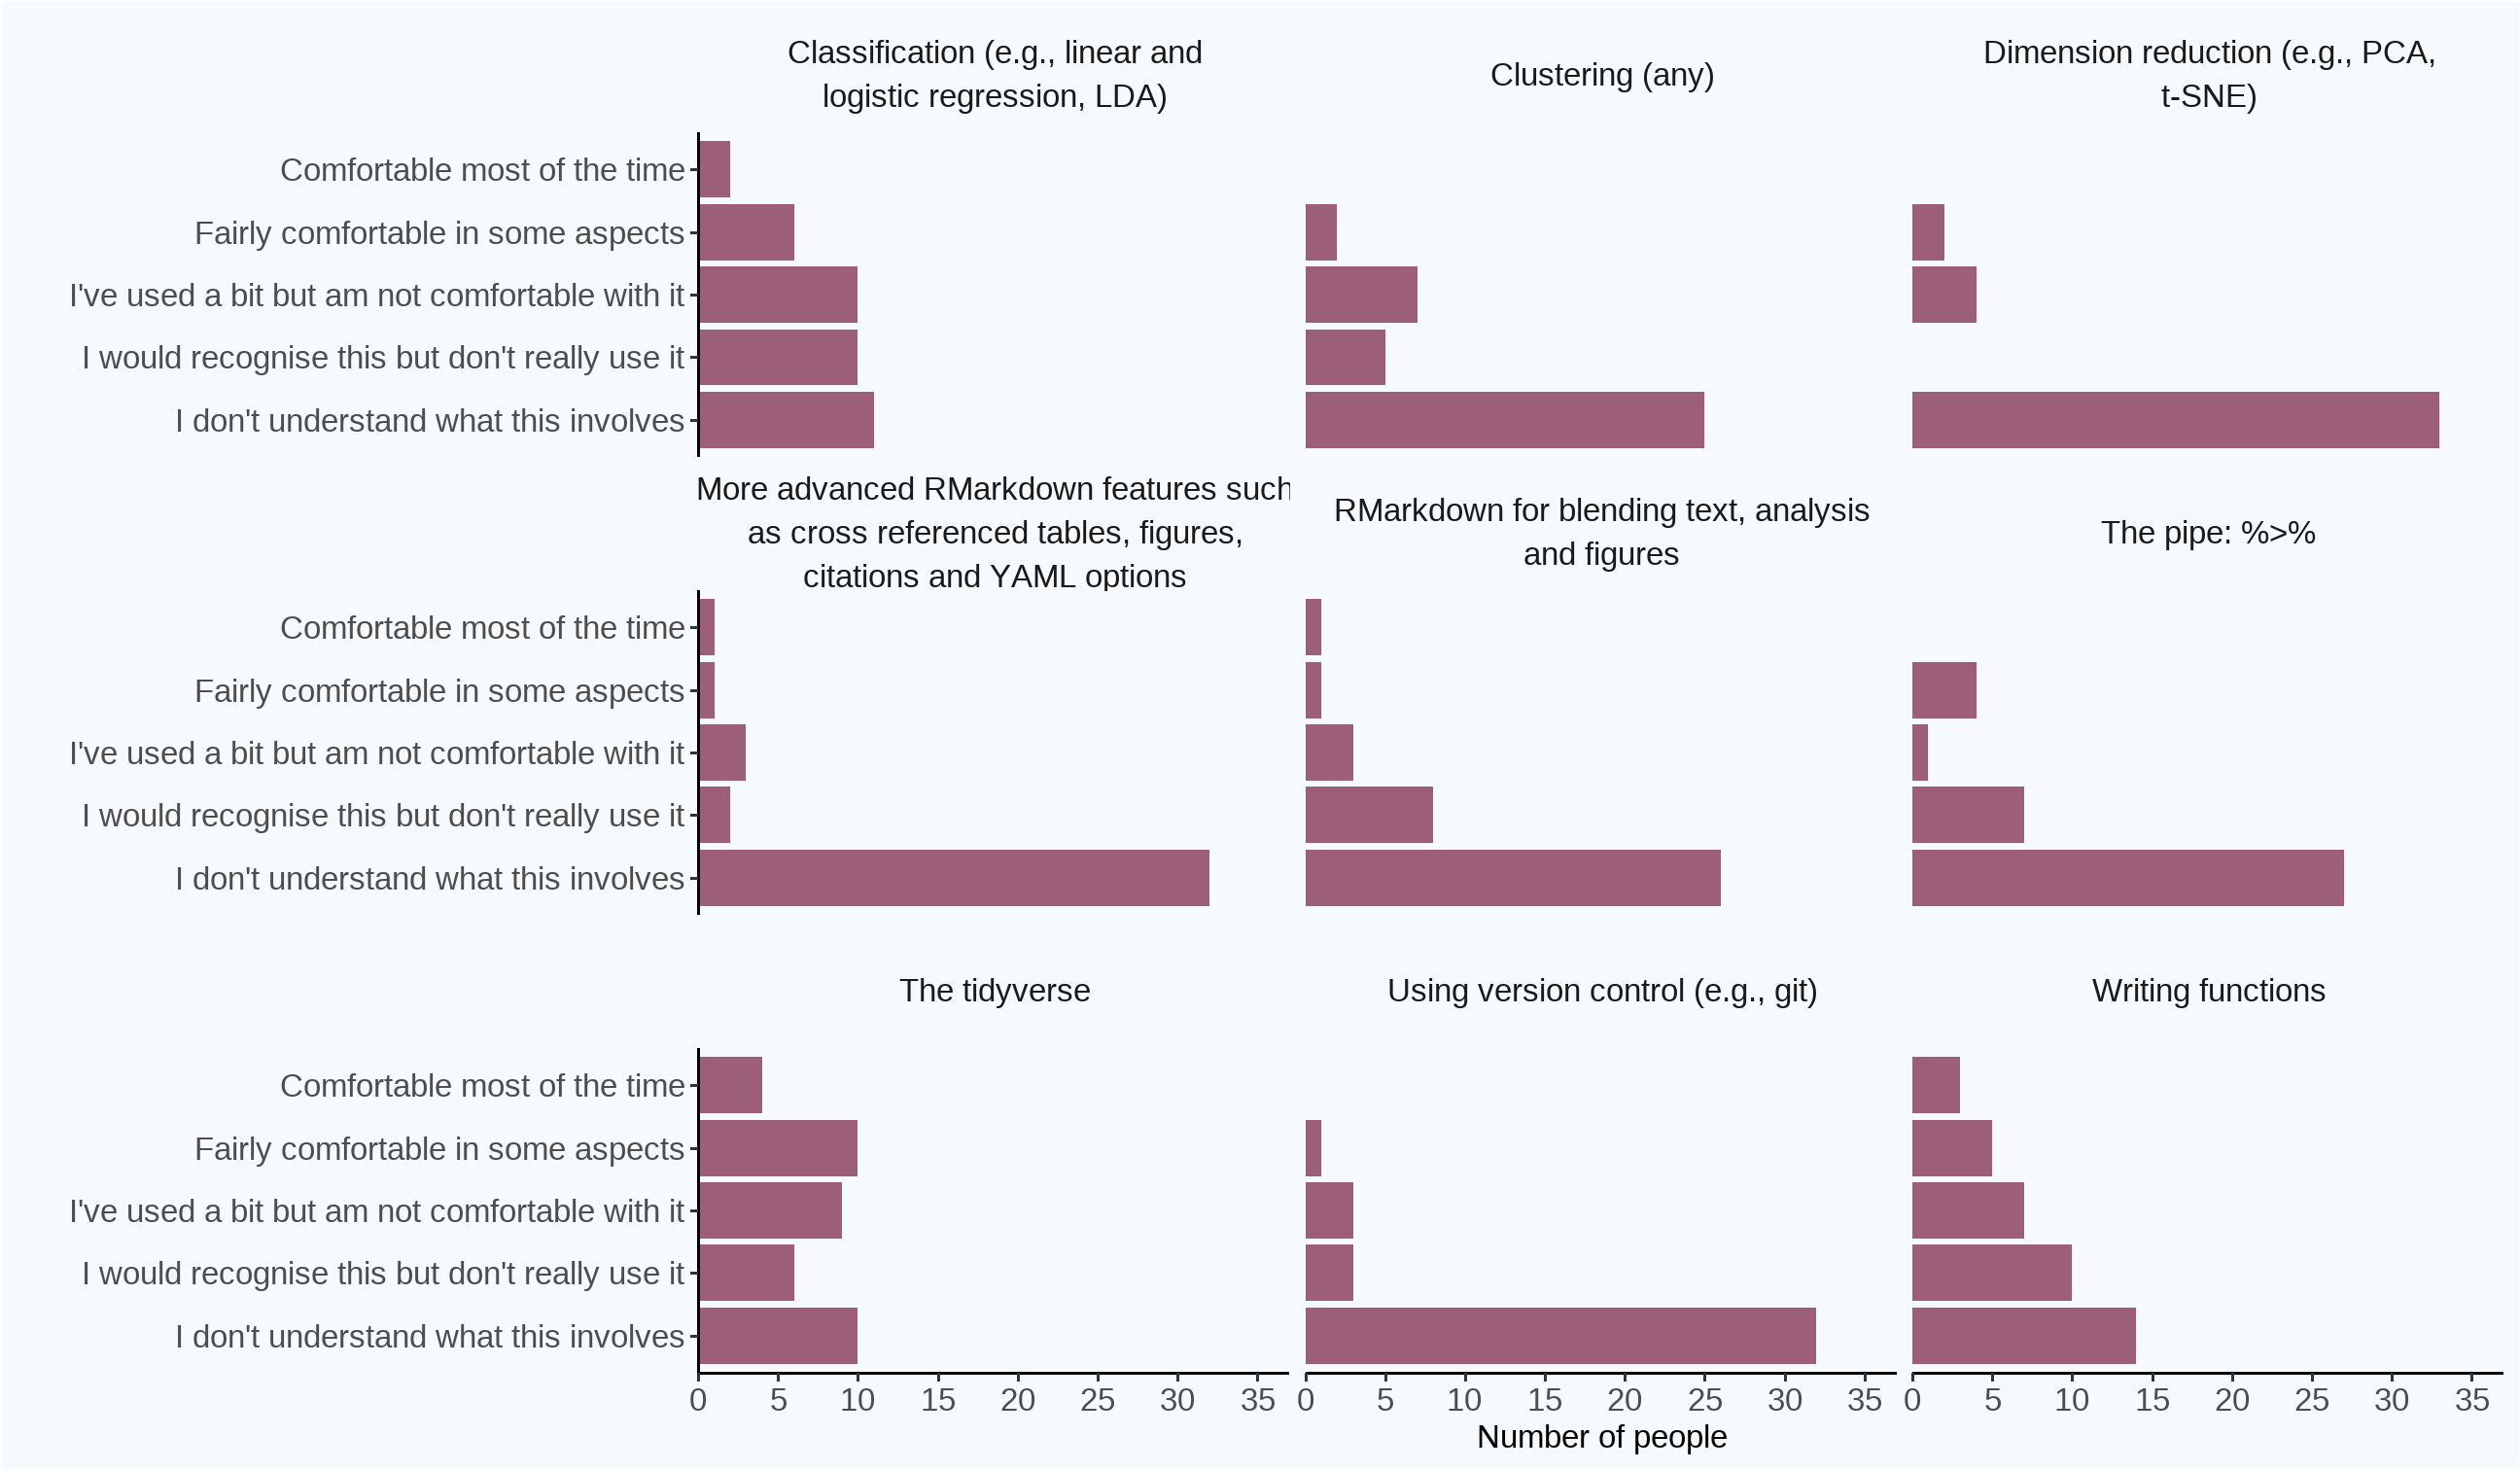 Classification (e.g., linear and
logistic regression, LDA)
Clustering (any)
Dimension reduction (e.g., PCA,
t-SNE)
Comfortable most of the time
Fairly comfortable in some aspects
I've used a bit but am not comfortable with it
I would recognise this but don't really use it
I don't understand what this involves
More advanced RMarkdown features such
as cross referenced tables, figures,
citations and YAML options
RMarkdown for blending text, analysis
and figures
The pipe: %>%
Comfortable most of the time
Fairly comfortable in some aspects
I've used a bit but am not comfortable with it
I would recognise this but don't really use it
I don't understand what this involves
The tidyverse
Using version control (e.g., git)
Writing functions
Comfortable most of the time
Fairly comfortable in some aspects
I've used a bit but am not comfortable with it
I would recognise this but don't really use it
I don't understand what this involves
0 5 10 15 20 25 30 35
0 5 10 15 20 25 30 35
0 5 10 15 20 25 30 35
Number of people